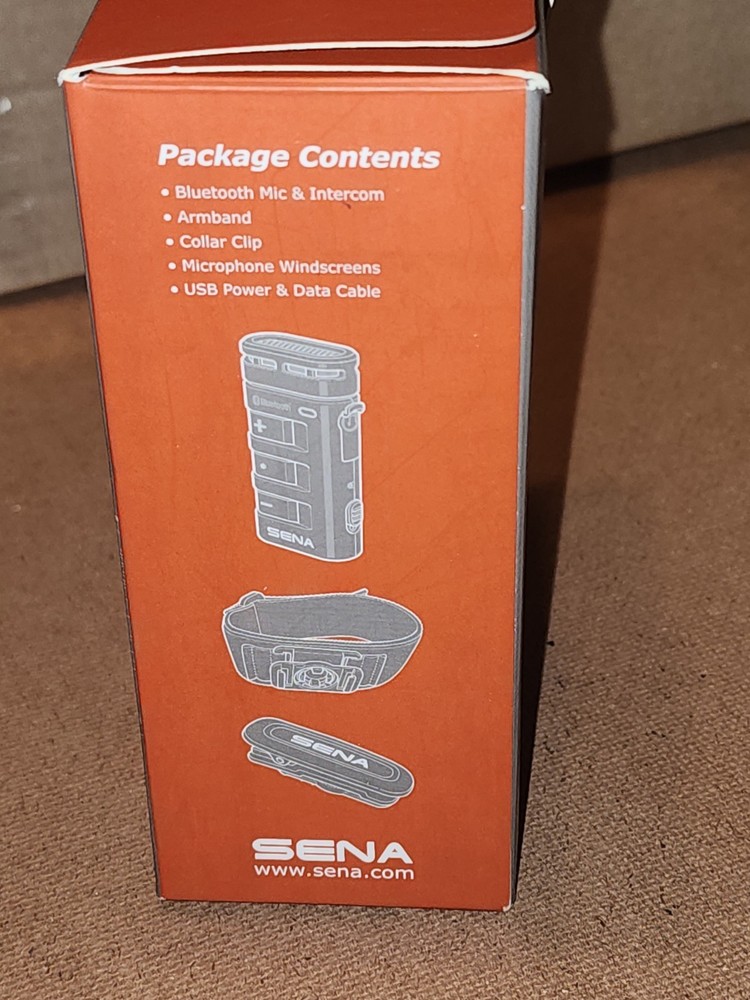 Package Contents
• Bluetooth Mic & Intercom
• Armband
• Collar Clip
• Microphone Windscreens
• USB Power & Data Cable
Bluetooth
+
-
SENA
SENA
SENA
www.sena.com